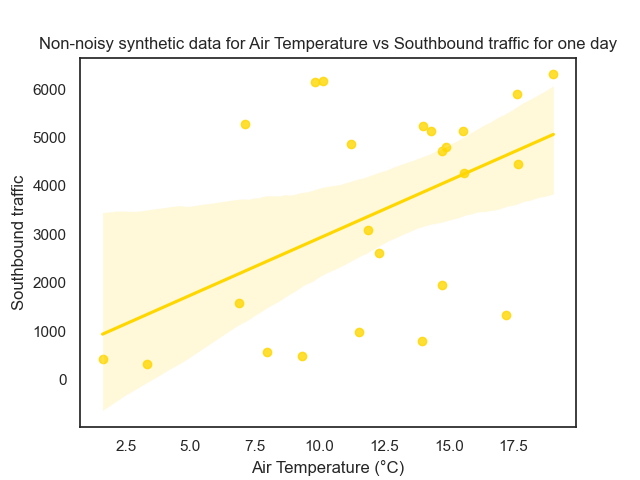 Non-noisy synthetic data for Air Temperature vs Southbound traffic for one day
6000
5000
4000
3000
2000
1000
0
Southbound traffic
2.5 5.0 7.5 10.0 12.5 15.0 17.5
Air Temperature (°C)